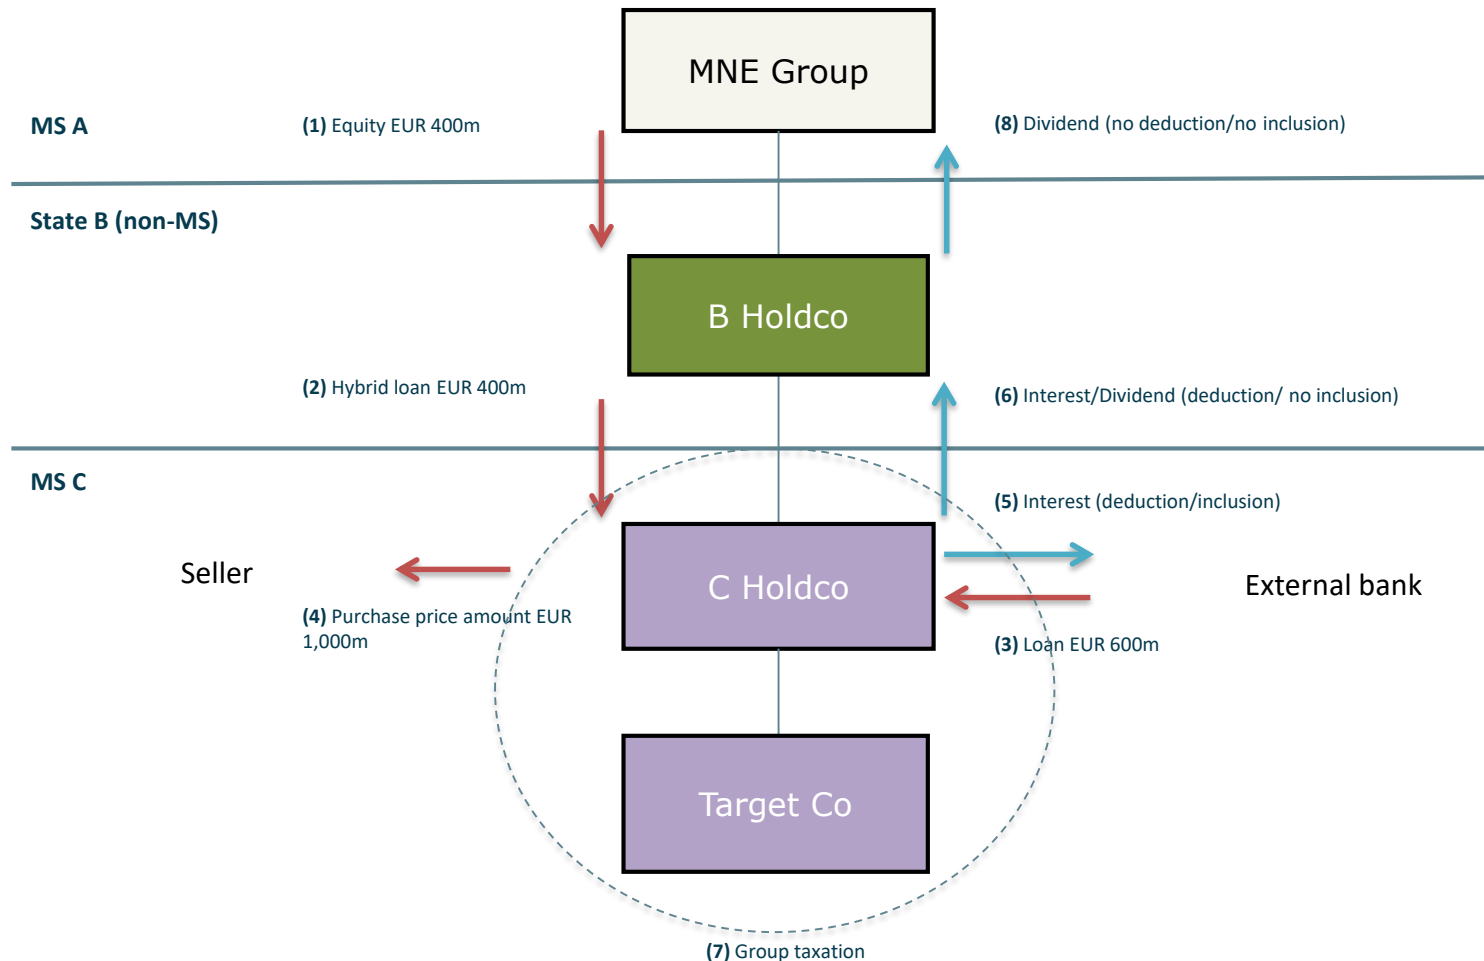 MNE Group
MS A
(1) Equity EUR 400m
(8) Dividend (no deduction/no inclusion)
State B (non-MS)
B Holdco
(2) Hybrid loan EUR 400m
(6) Interest/Dividend (deduction/ no inclusion)
MS C
(5) Interest (deduction/inclusion)
Seller
C Holdco
External bank
(4) Purchase price amount EUR
1,000m
(3) Loan EUR 600m
Target Co
(7) Group taxation